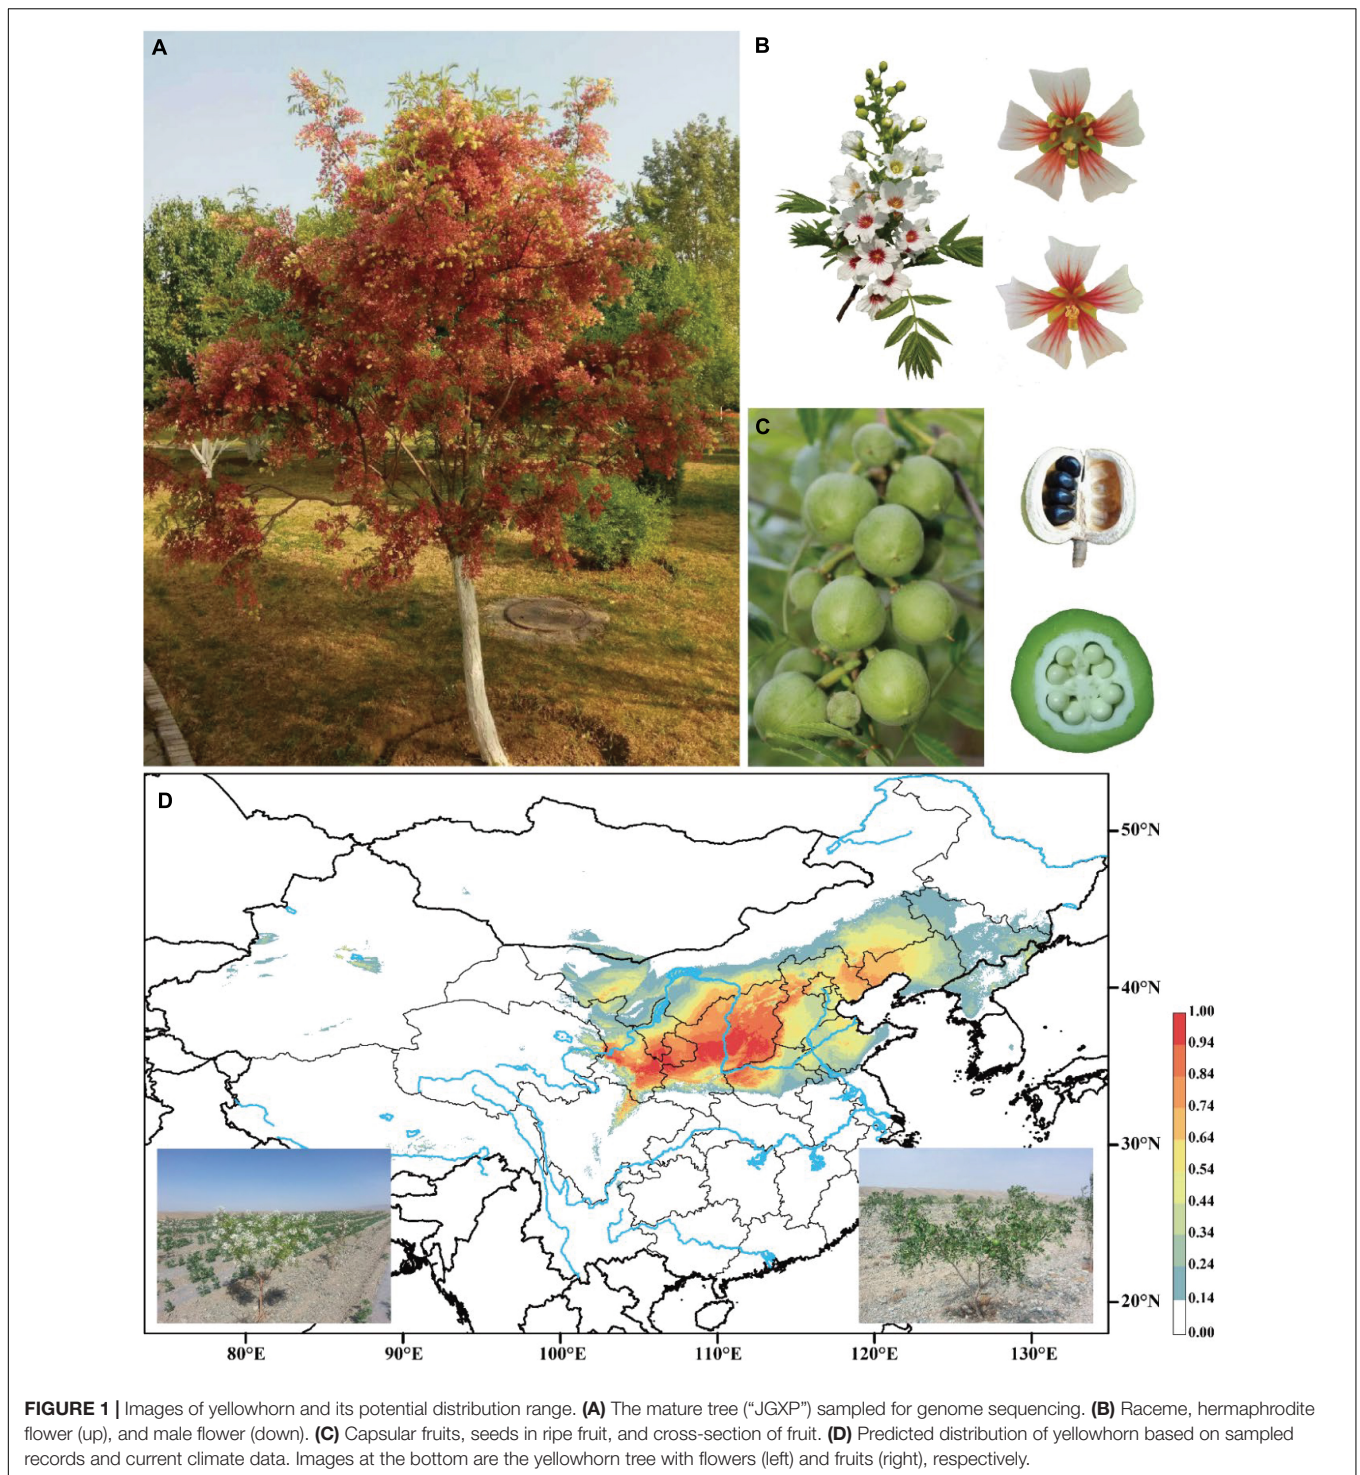 A
B
C
D
50°N
40°N
30°N
20°N
1.00
0.94
0.84
0.74
0.64
0.54
0.44
0.34
0.24
0.14
0.00
80°E 90°E 100°E 110°E 120°E 130°E
FIGURE 1 | Images of yellowhorn and its potential distribution range. (A) The mature tree (“JGXP”) sampled for genome sequencing. (B) Raceme, hermaphrodite
flower (up), and male flower (down). (C) Capsular fruits, seeds in ripe fruit, and cross-section of fruit. (D) Predicted distribution of yellowhorn based on sampled
records and current climate data. Images at the bottom are the yellowhorn tree with flowers (left) and fruits (right), respectively.